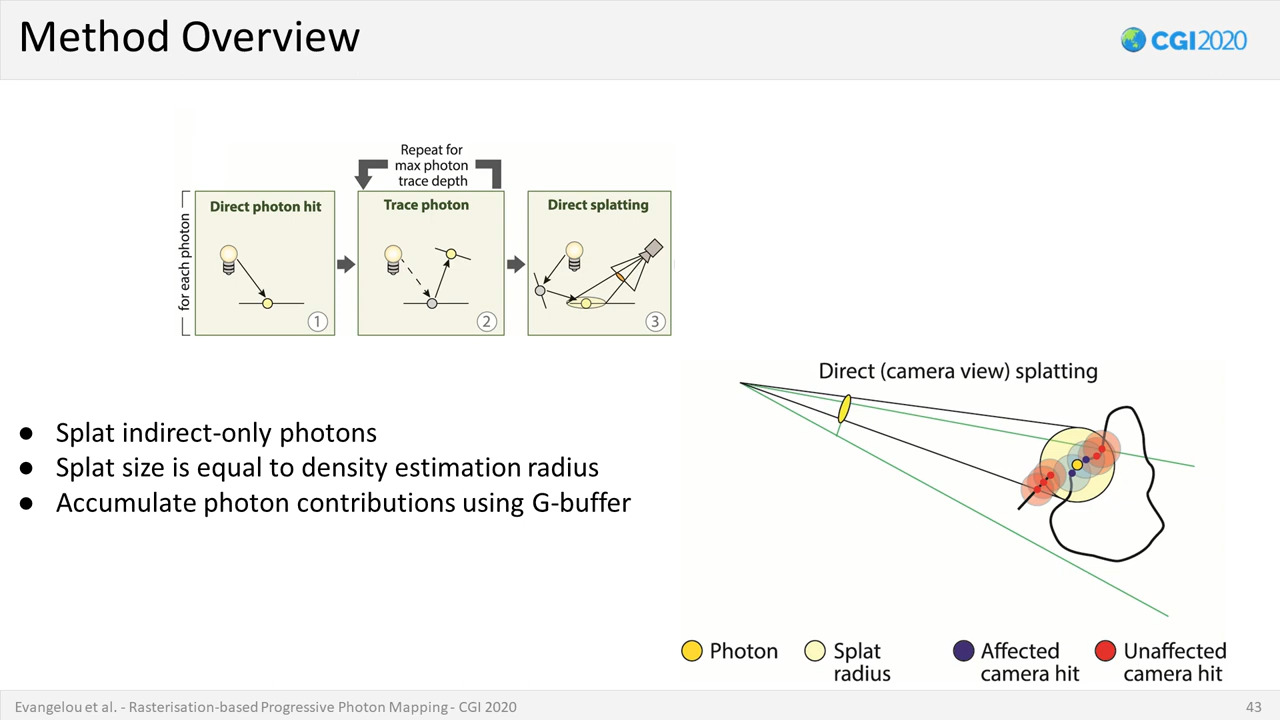 Method Overview
CGI2020
Repeat for
max photon
trace depth
for each photon
Direct photon hit
Trace photon
Direct splatting
1
2
3
Direct (camera view) splatting
● Splat indirect-only photons
● Splat size is equal to density estimation radius
● Accumulate photon contributions using G-buffer
Photon
Splat
radius
Affected
camera hit
Unaffected
camera hit
Evangelou et al. - Rasterisation-based Progressive Photon Mapping - CGI 2020
43